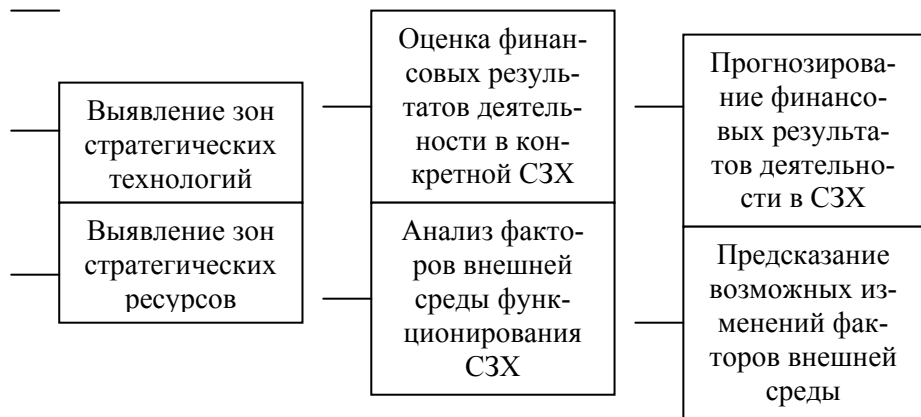 Выявление зон
стратегических
технологий
Выявление зон
стратегических
ресурсов
Оценка финан-
совых резуль-
татов деятель-
ности в кон-
кретной СЗХ
Анализ факто-
ров внешней
среды функ-
ционирования
СЗХ
Прогнозирова-
ние финансо-
вых результа-
тов деятельно-
сти в СЗХ
Предсказание
возможных из-
менений фак-
торов внешней
среды